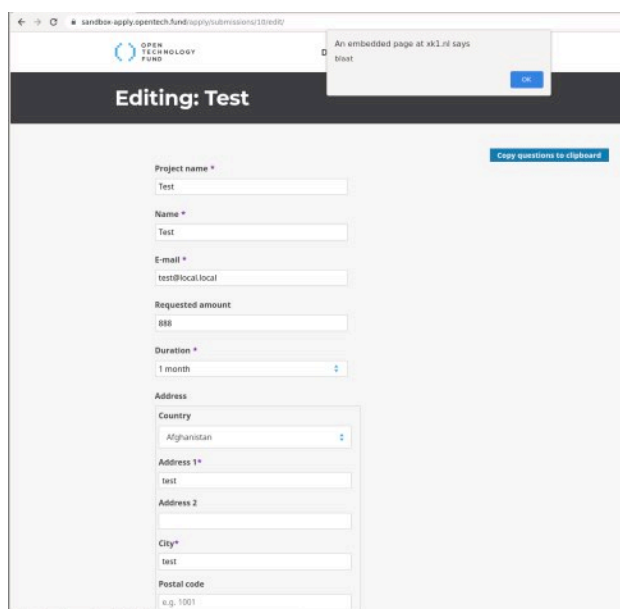 sandbox-apply.opentech.fund/apply/submissions/10/edit/
OPEN
TECHNOLOGY
FUND
D
An embedded page at xk1.nl says
blaat
OK
Editing: Test
Copy questions to clipboard
Project name *
Test
Name *
Test
E-mail *
test@local.local
Requested amount
888
Duration *
1 month
Address
Country
Afghanistan
Address 1*
test
Address 2
City*
test
Postal code
e.g. 1001